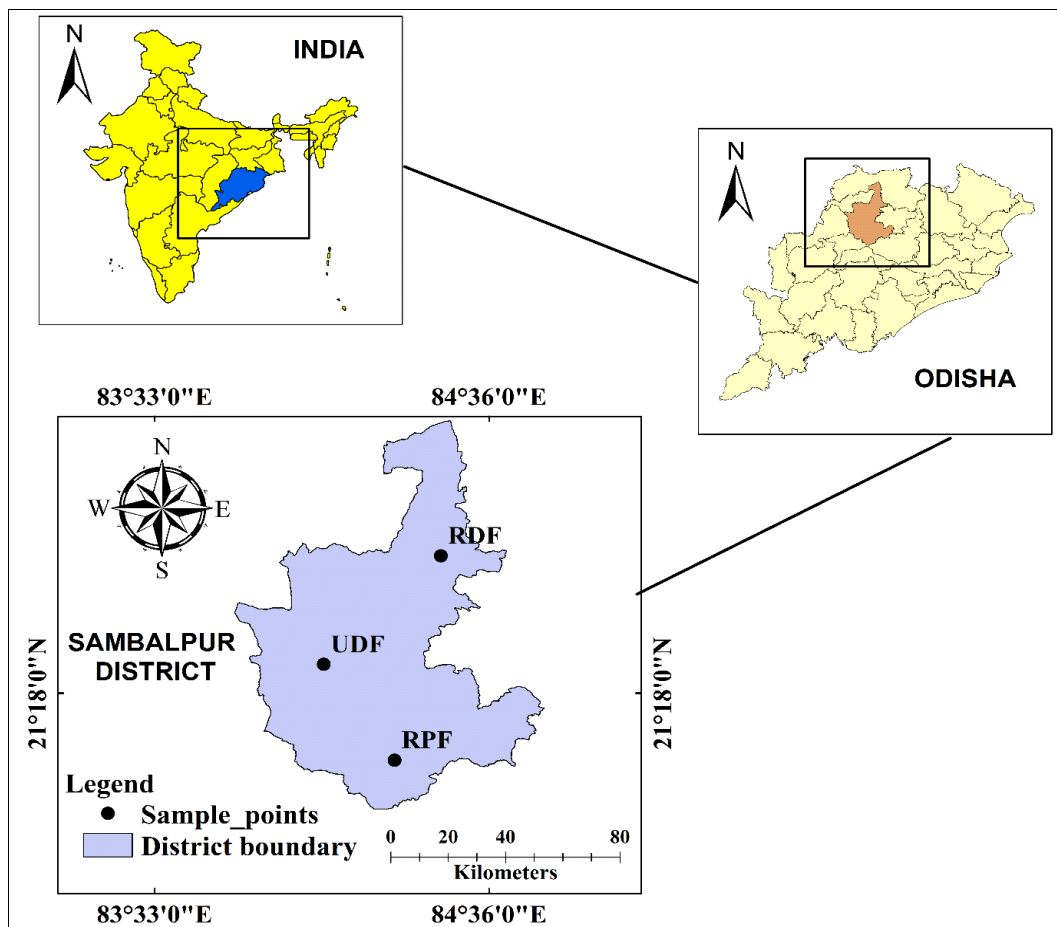 N
INDIA
N
ODISHA
83°33'0"E 84°36'0"E
N
W E
S
RDF
SAMBALPUR
DISTRICT
UDF
21°18'0"N 21°18'0"N
RPF
Legend
Sample_points
District boundary
0 20 40 60 80
Kilometers
83°33'0"E 84°36'0"E